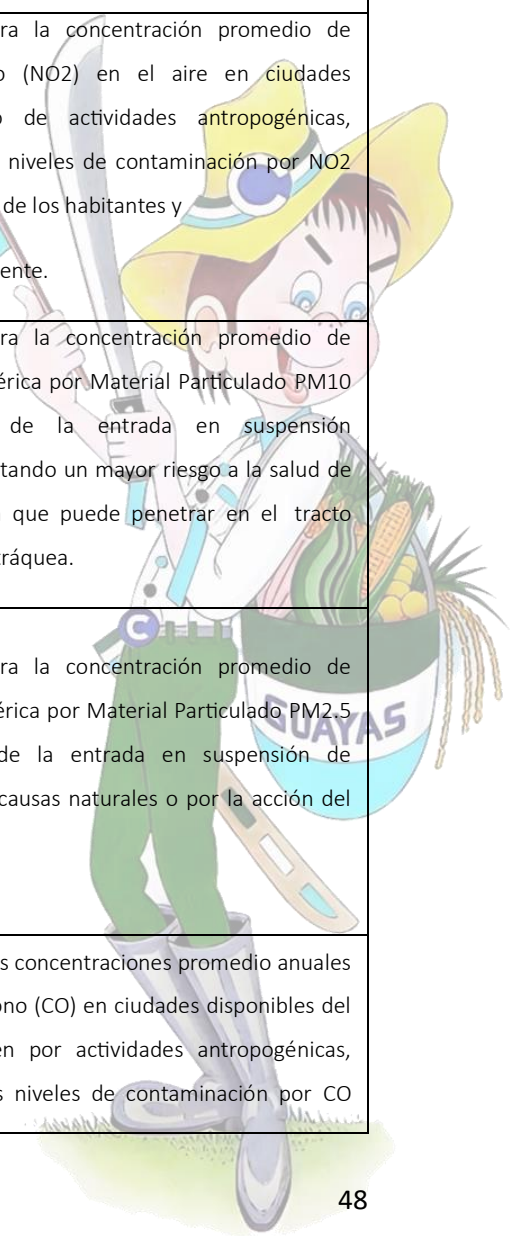 ra la concentración promedio de
o (NO2) en el aire en ciudades
o de actividades antropogénicas,
niveles de contaminación por NO2
de los habitantes y
ente.
ra la concentración promedio de
érica por Material Particulado PM10
de la entrada en suspensión
tando un mayor riesgo a la salud de
que puede penetrar en el tracto
tráquea.
C
ra la concentración promedio de
érica por Material Particulado PM2.5
de la entrada en suspensión de
causas naturales o por la acción del
GUAYAS
s concentraciones promedio anuales
ono (CO) en ciudades disponibles del
en por actividades antropogénicas,
s niveles de contaminación por CO
48